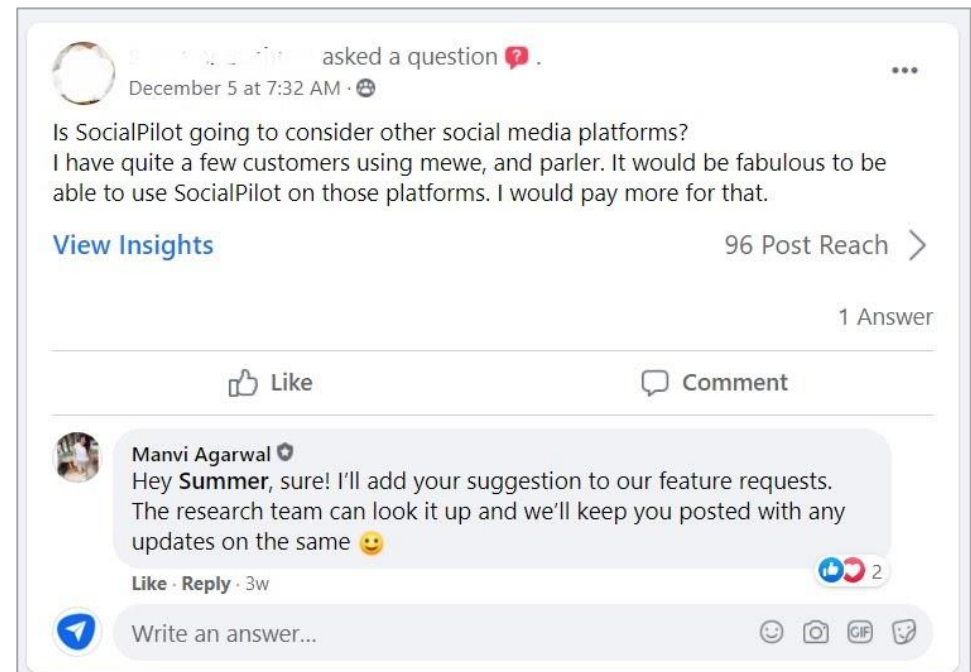 asked a question .
December 5 at 7:32 AM ·
•••
Is SocialPilot going to consider other social media platforms?
I have quite a few customers using mewe, and parler. It would be fabulous to be
able to use SocialPilot on those platforms. I would pay more for that.
View Insights
96 Post Reach
1 Answer
Like
Comment
Manvi Agarwal
Hey Summer, sure! I'll add your suggestion to our feature requests.
The research team can look it up and we'll keep you posted with any
updates on the same 🙂
Like · Reply · 3w
2
Write an answer...
GIF